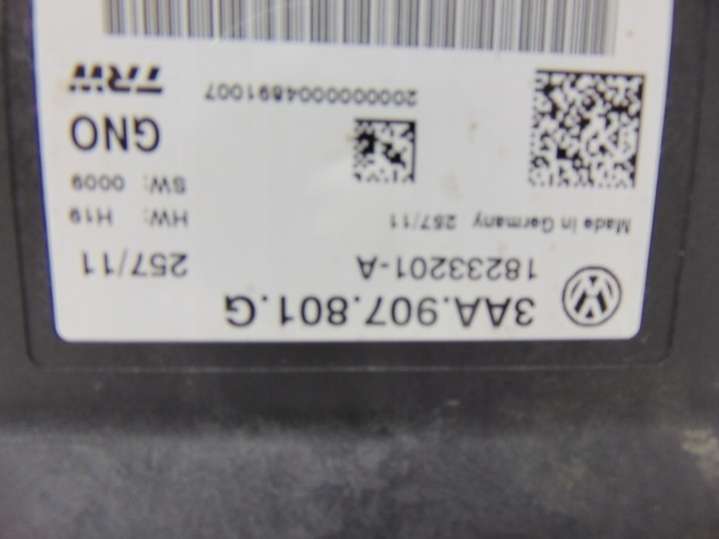 3AA.907.801.G
18233201-A 257/11
Made in Germany 257/11 HW: H19
SW: 0009
GNO
20000000004891007
TRW